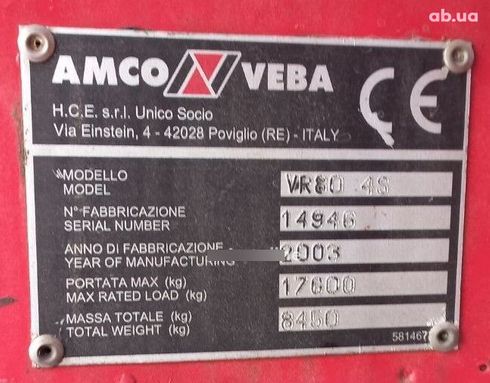 ab.ua
AMCO VEBA
H.C.E. s.r.l. Unico Socio
Via Einstein, 4 - 42028 Poviglio (RE) - ITALY
CE
MODELLO
MODEL
VR80 4S
N° FABBRICAZIONE
SERIAL NUMBER
14946
ANNO DI FABBRICAZIONE
YEAR OF MANUFACTURING
2003
PORTATA MAX (kg)
MAX RATED LOAD (kg)
17600
MASSA TOTALE (kg)
TOTAL WEIGHT (kg)
8450